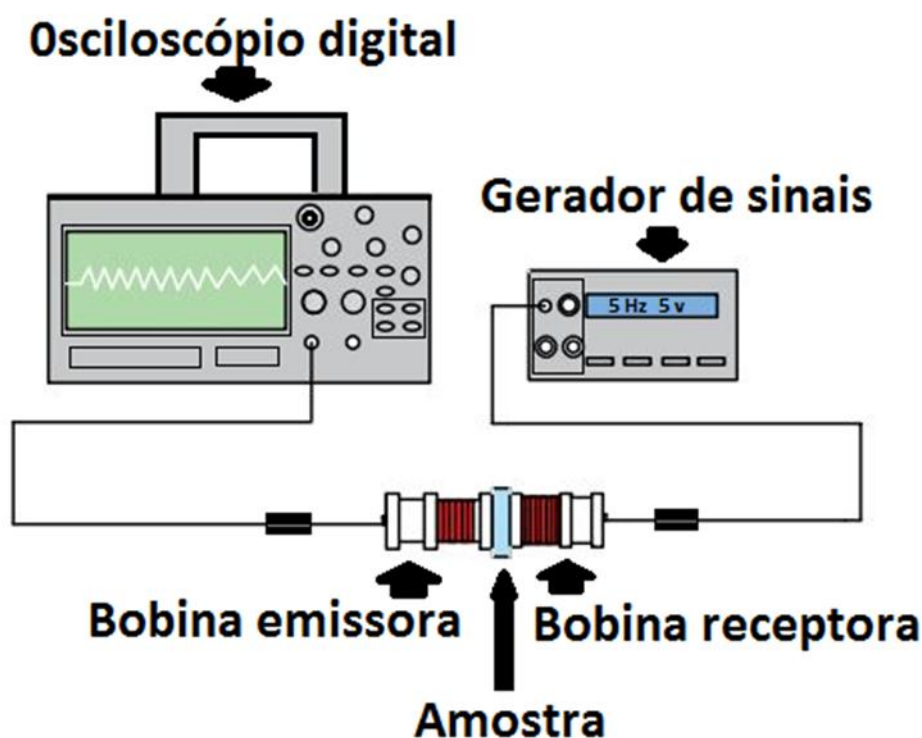 0sciloscópio digital
Gerador de sinais
5 Hz 5 v
Bobina emissora
Bobina receptora
Amostra